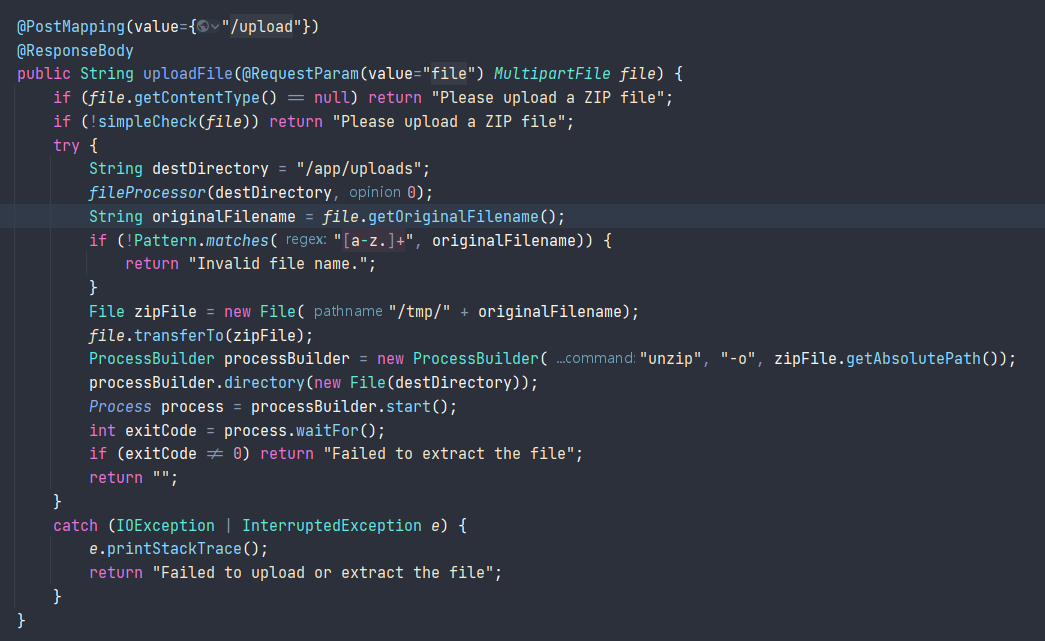 @PostMapping(value={"/upload"})
@ResponseBody
public String uploadFile(@RequestParam(value="file") MultipartFile file) {
    if (file.getContentType() == null) return "Please upload a ZIP file";
    if (!simpleCheck(file)) return "Please upload a ZIP file";
    try {
        String destDirectory = "/app/uploads";
        fileProcessor(destDirectory, opinion 0);
        String originalFilename = file.getOriginalFilename();
        if (!Pattern.matches( regex: "[a-z.]+", originalFilename)) {
            return "Invalid file name.";
        }
        File zipFile = new File( pathname "/tmp/" + originalFilename);
        file.transferTo(zipFile);
        ProcessBuilder processBuilder = new ProcessBuilder( …command: "unzip", "-o", zipFile.getAbsolutePath());
        processBuilder.directory(new File(destDirectory));
        Process process = processBuilder.start();
        int exitCode = process.waitFor();
        if (exitCode ≠ 0) return "Failed to extract the file";
        return "";
    }
    catch (IOException | InterruptedException e) {
        e.printStackTrace();
        return "Failed to upload or extract the file";
    }
}